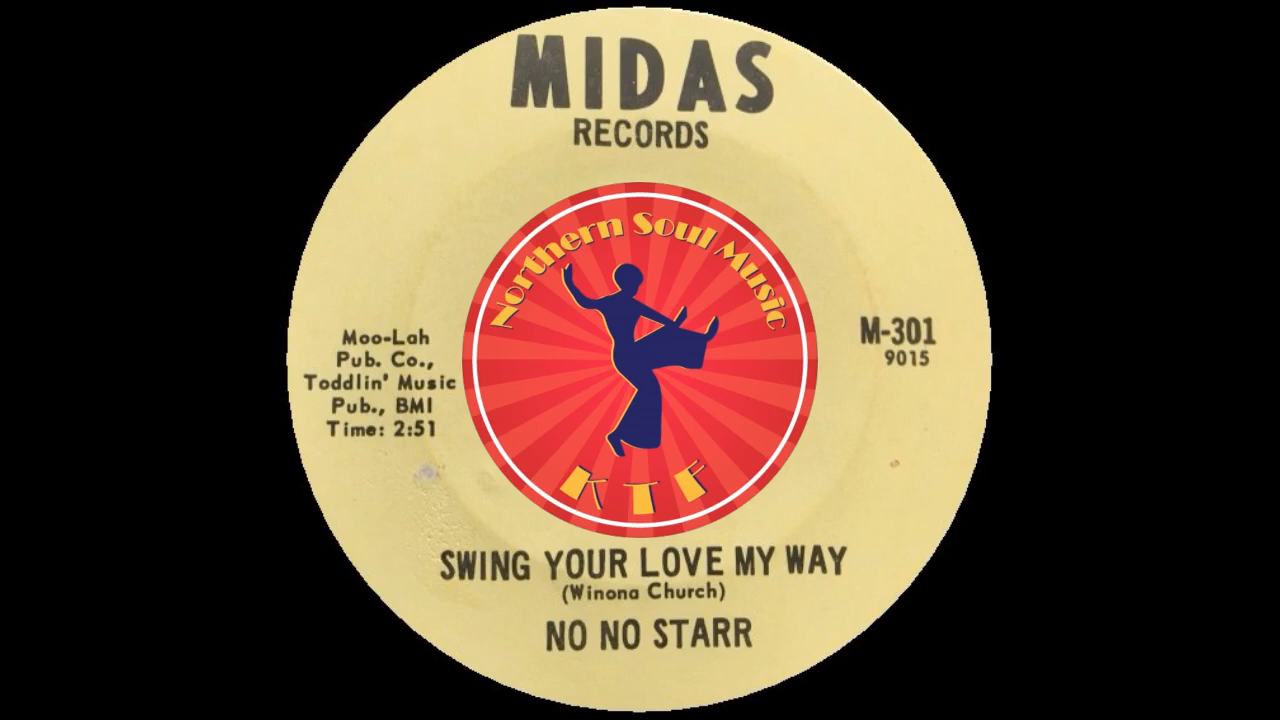 MIDAS
RECORDS
Northern Soul Music
Moo-Lah
Pub. Co.,
Toddlin' Music
Pub., BMI
Time: 2:51
M-301
9015
KTF
SWING YOUR LOVE MY WAY
(Winona Church)
NO NO STARR